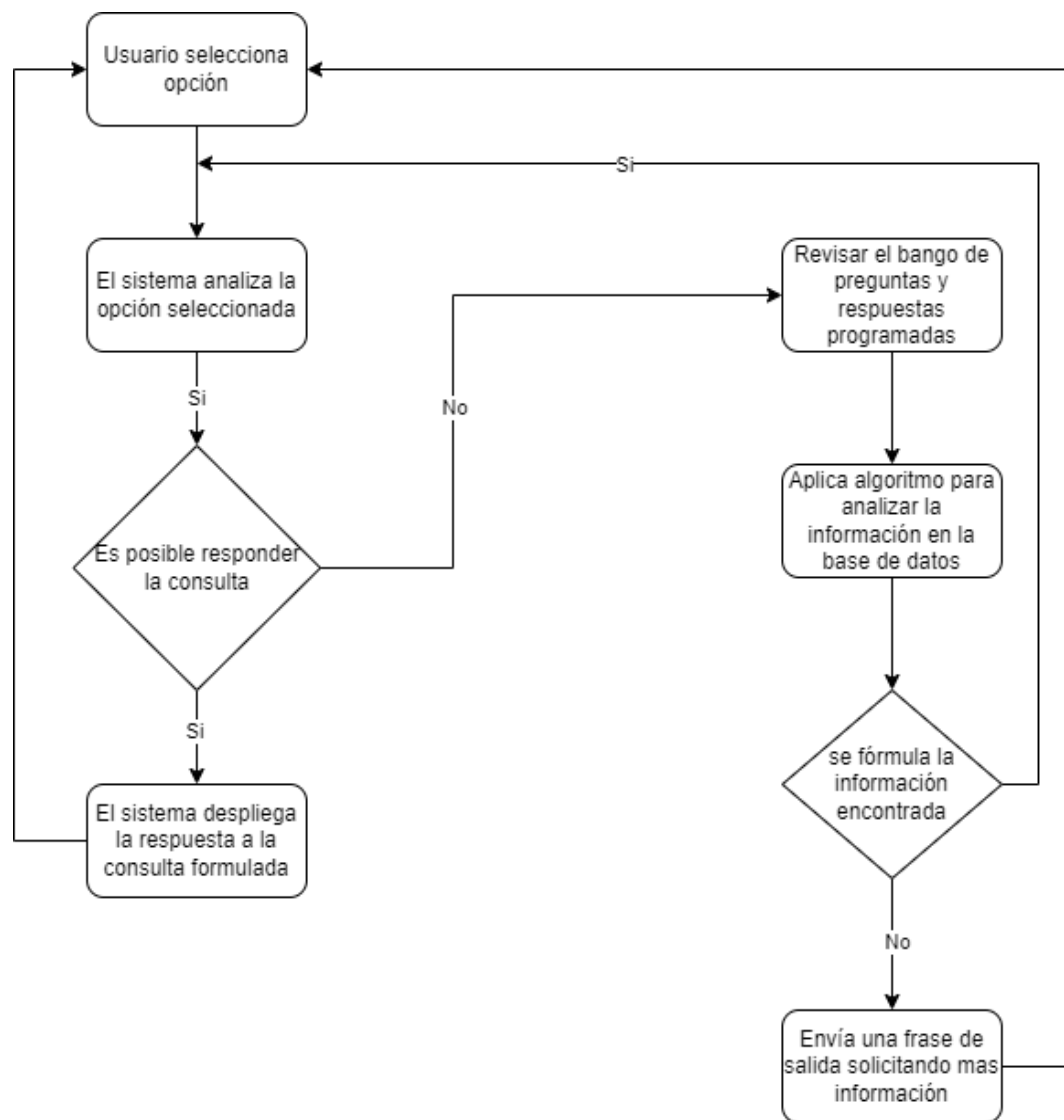 Usuario selecciona
opción
Si
El sistema analiza la
opción seleccionada
Revisar el bango de
preguntas y
respuestas
programadas
Si
No
Aplica algoritmo para
analizar la
información en la
base de datos
Es posible responder
la consulta
Si
se fórmula la
información
encontrada
El sistema despliega
la respuesta a la
consulta formulada
No
Envía una frase de
salida solicitando mas
información